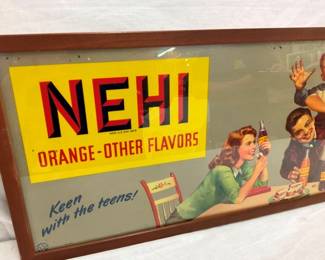 NEHI
ORANGE-OTHER FLAVORS
Keen
with the teens!